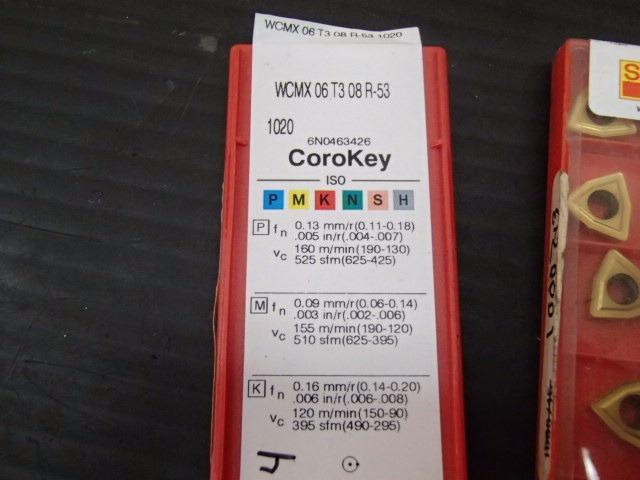 WCMX 06 T3 08 R-53 1020
WCMX 06 T3 08 R-53
1020
6N0463426
CoroKey
ISO
P M K N S H
P fn 0.13 mm/r(0.11-0.18)
.005 in/r(.004-.007)
vc 160 m/min(190-130)
525 sfm(625-425)
M fn 0.09 mm/r(0.06-0.14)
.003 in/r(.002-.006)
vc 155 m/min(190-120)
510 sfm(625-395)
K fn 0.16 mm/r(0.14-0.20)
.006 in/r(.006-.008)
vc 120 m/min(150-90)
395 sfm(490-295)
S